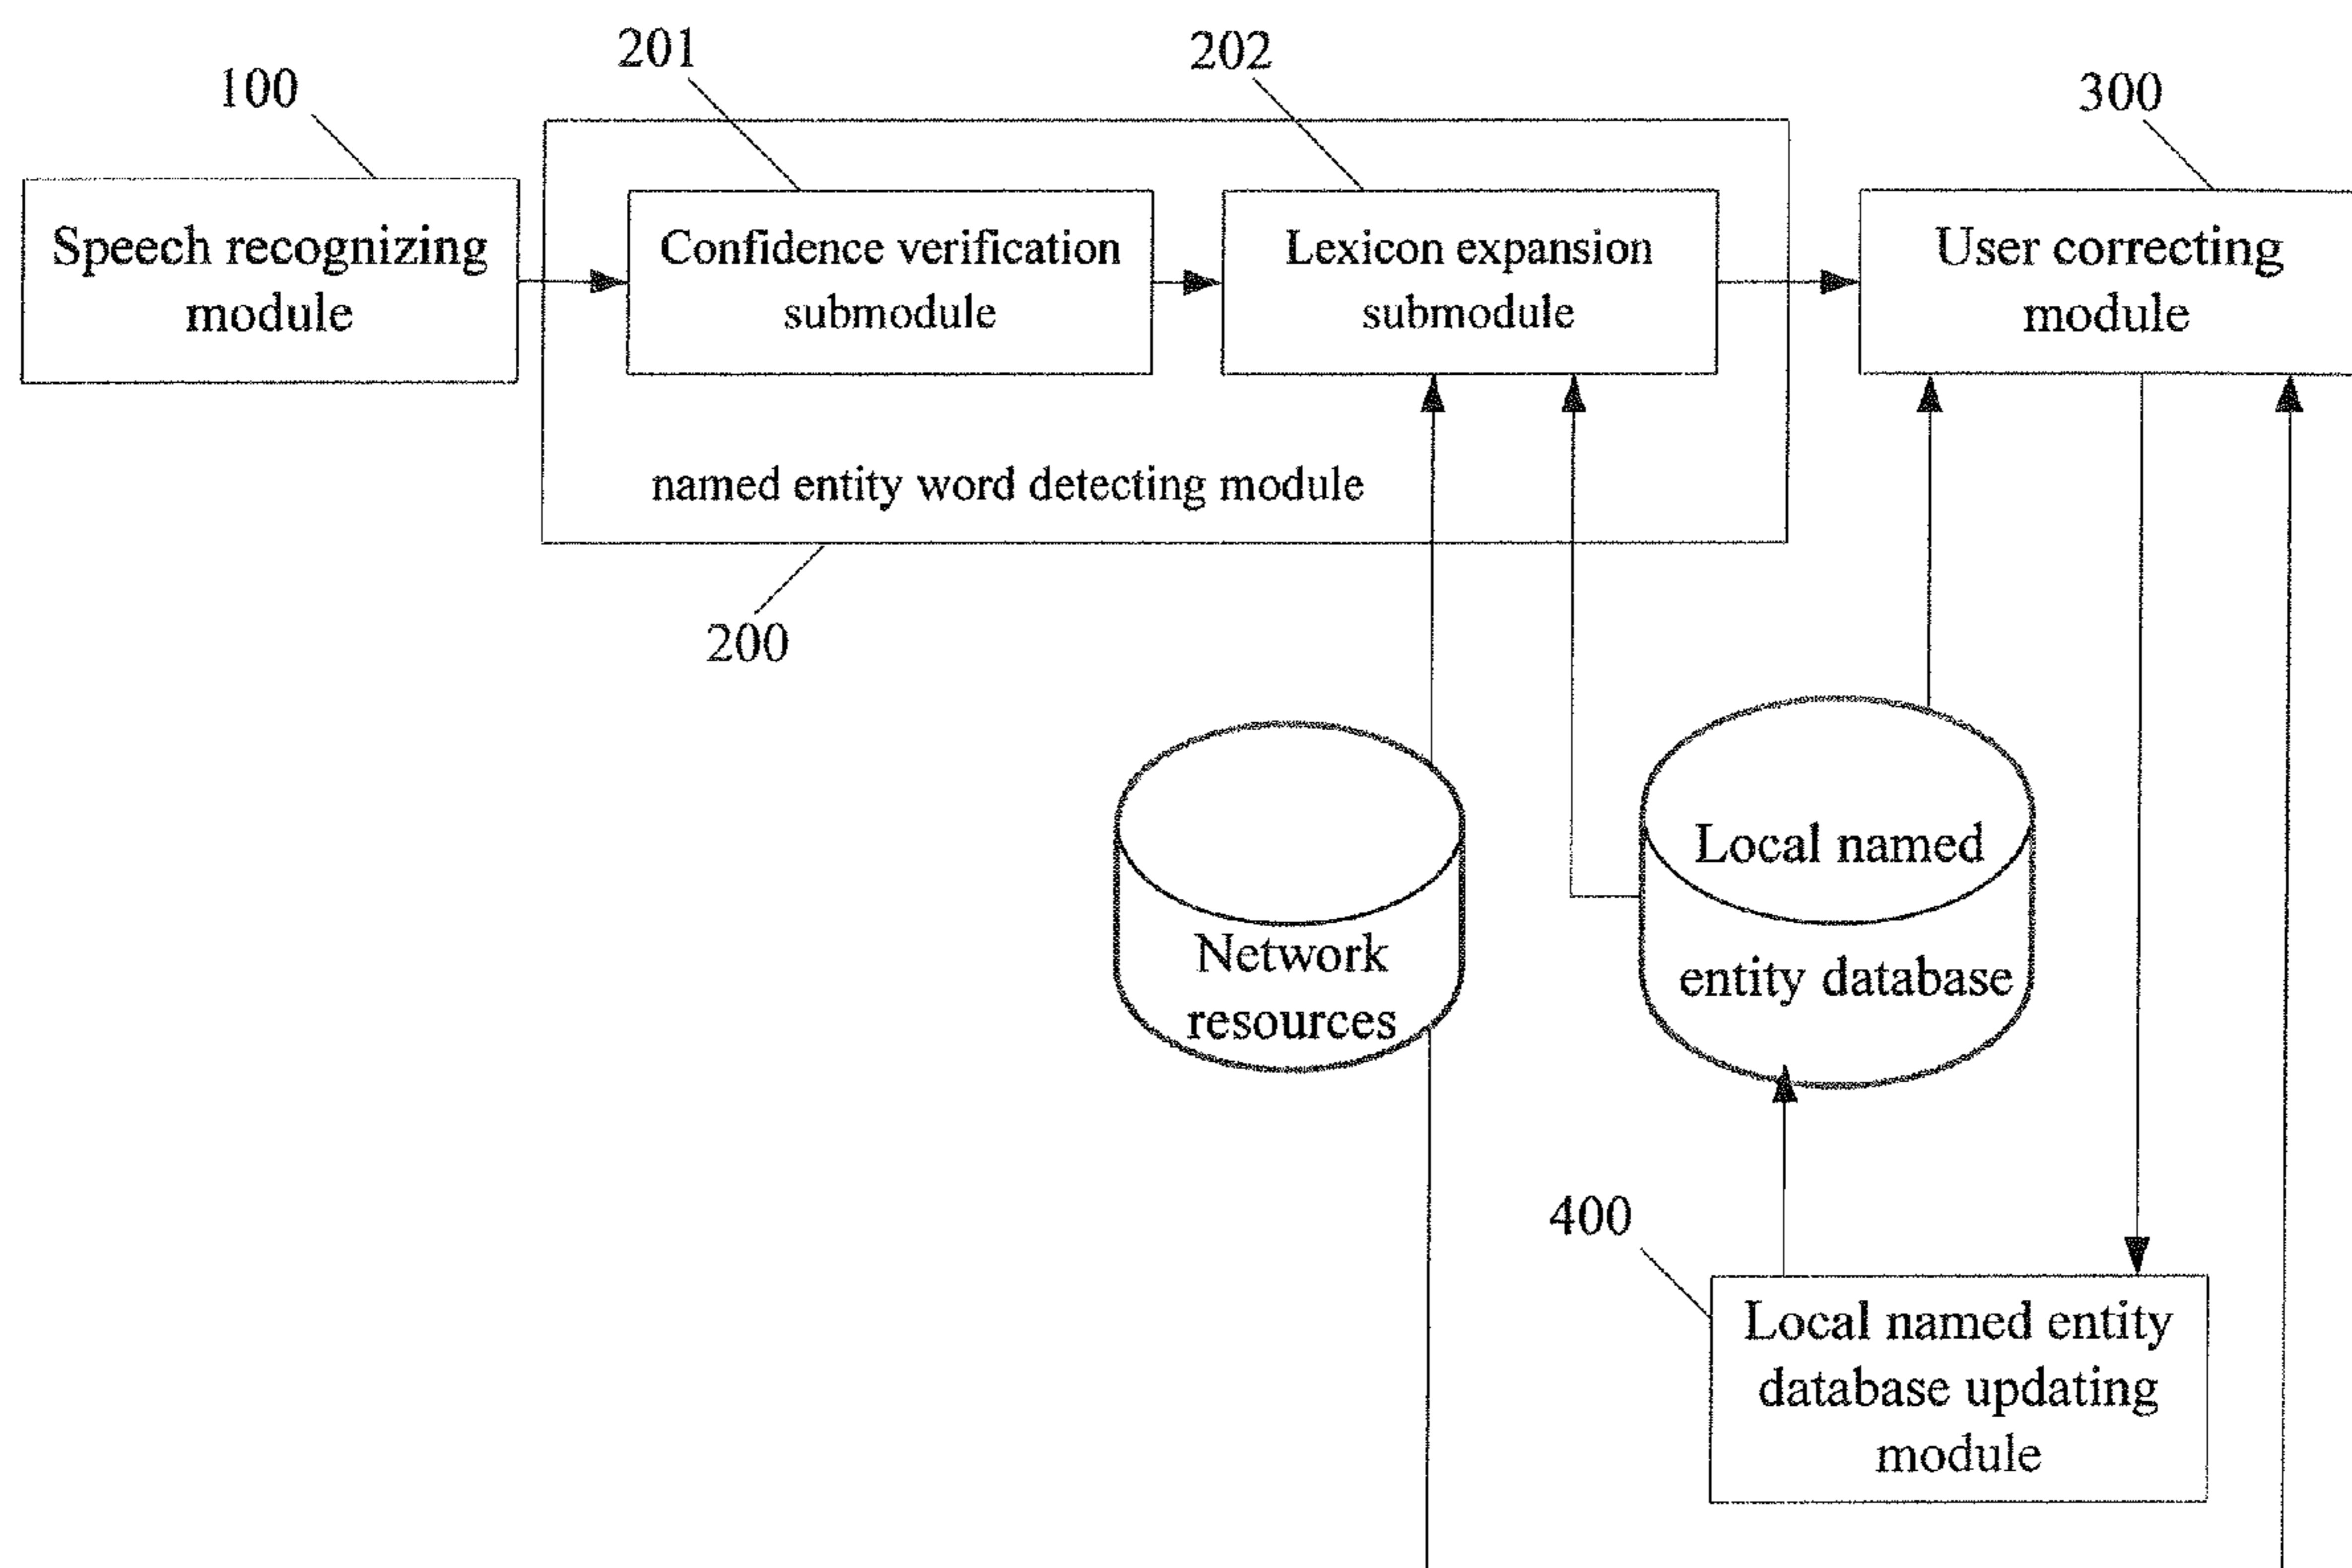 201
202
100
300
Speech recognizing
module
Confidence verification
submodule
Lexicon expansion
submodule
User correcting
module
named entity word detecting module
200
Network
resources
Local named
entity database
400
Local named entity
database updating
module